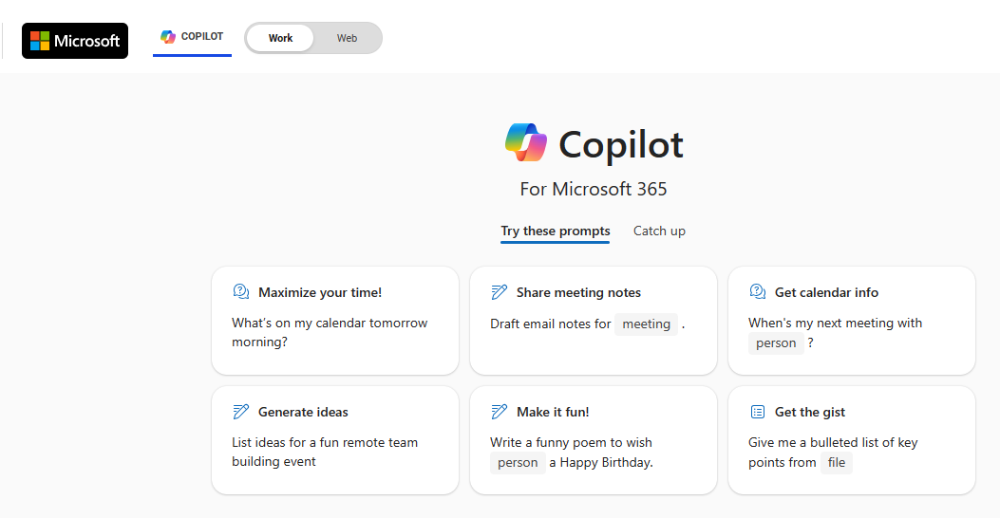 Microsoft
COPILOT
Work
Web
Copilot
For Microsoft 365
Try these prompts
Catch up
Maximize your time!
What's on my calendar tomorrow
morning?
Share meeting notes
Draft email notes for meeting .
Get calendar info
When's my next meeting with
person ?
Generate ideas
List ideas for a fun remote team
building event
Make it fun!
Write a funny poem to wish
person a Happy Birthday.
Get the gist
Give me a bulleted list of key
points from file